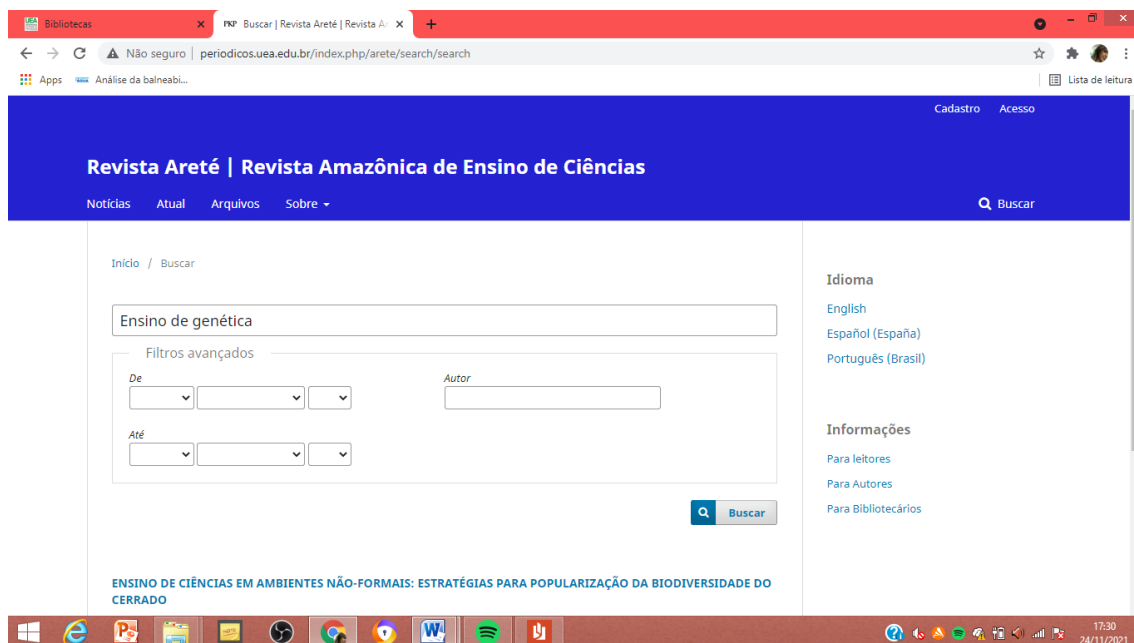 Bibliotecas
PKP Buscar | Revista Areté | Revista Am
Não seguro | periodicos.uea.edu.br/index.php/arete/search/search
Apps Análise da balneabi... Lista de leitura
Cadastro Acesso
Revista Areté | Revista Amazônica de Ensino de Ciências
Notícias Atual Arquivos Sobre Buscar
Início / Buscar
Ensino de genética
Filtros avançados
De Autor
Até
Buscar
ENSINO DE CIÊNCIAS EM AMBIENTES NÃO-FORMAIS: ESTRATÉGIAS PARA POPULARIZAÇÃO DA BIODIVERSIDADE DO
CERRADO
Idioma
English
Español (España)
Português (Brasil)
Informações
Para leitores
Para Autores
Para Bibliotecários
17:30
24/11/2021